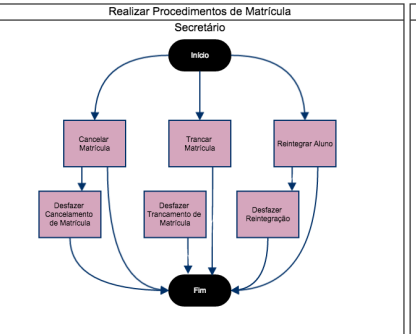 Realizar Procedimentos de Matrícula
Secretário
Início
Cancelar
Matrícula
Trancar
Matrícula
Reintegrar Aluno
Desfazer
Cancelamento
de Matrícula
Desfazer
Trancamento de
Matrícula
Desfazer
Reintegração
Fim